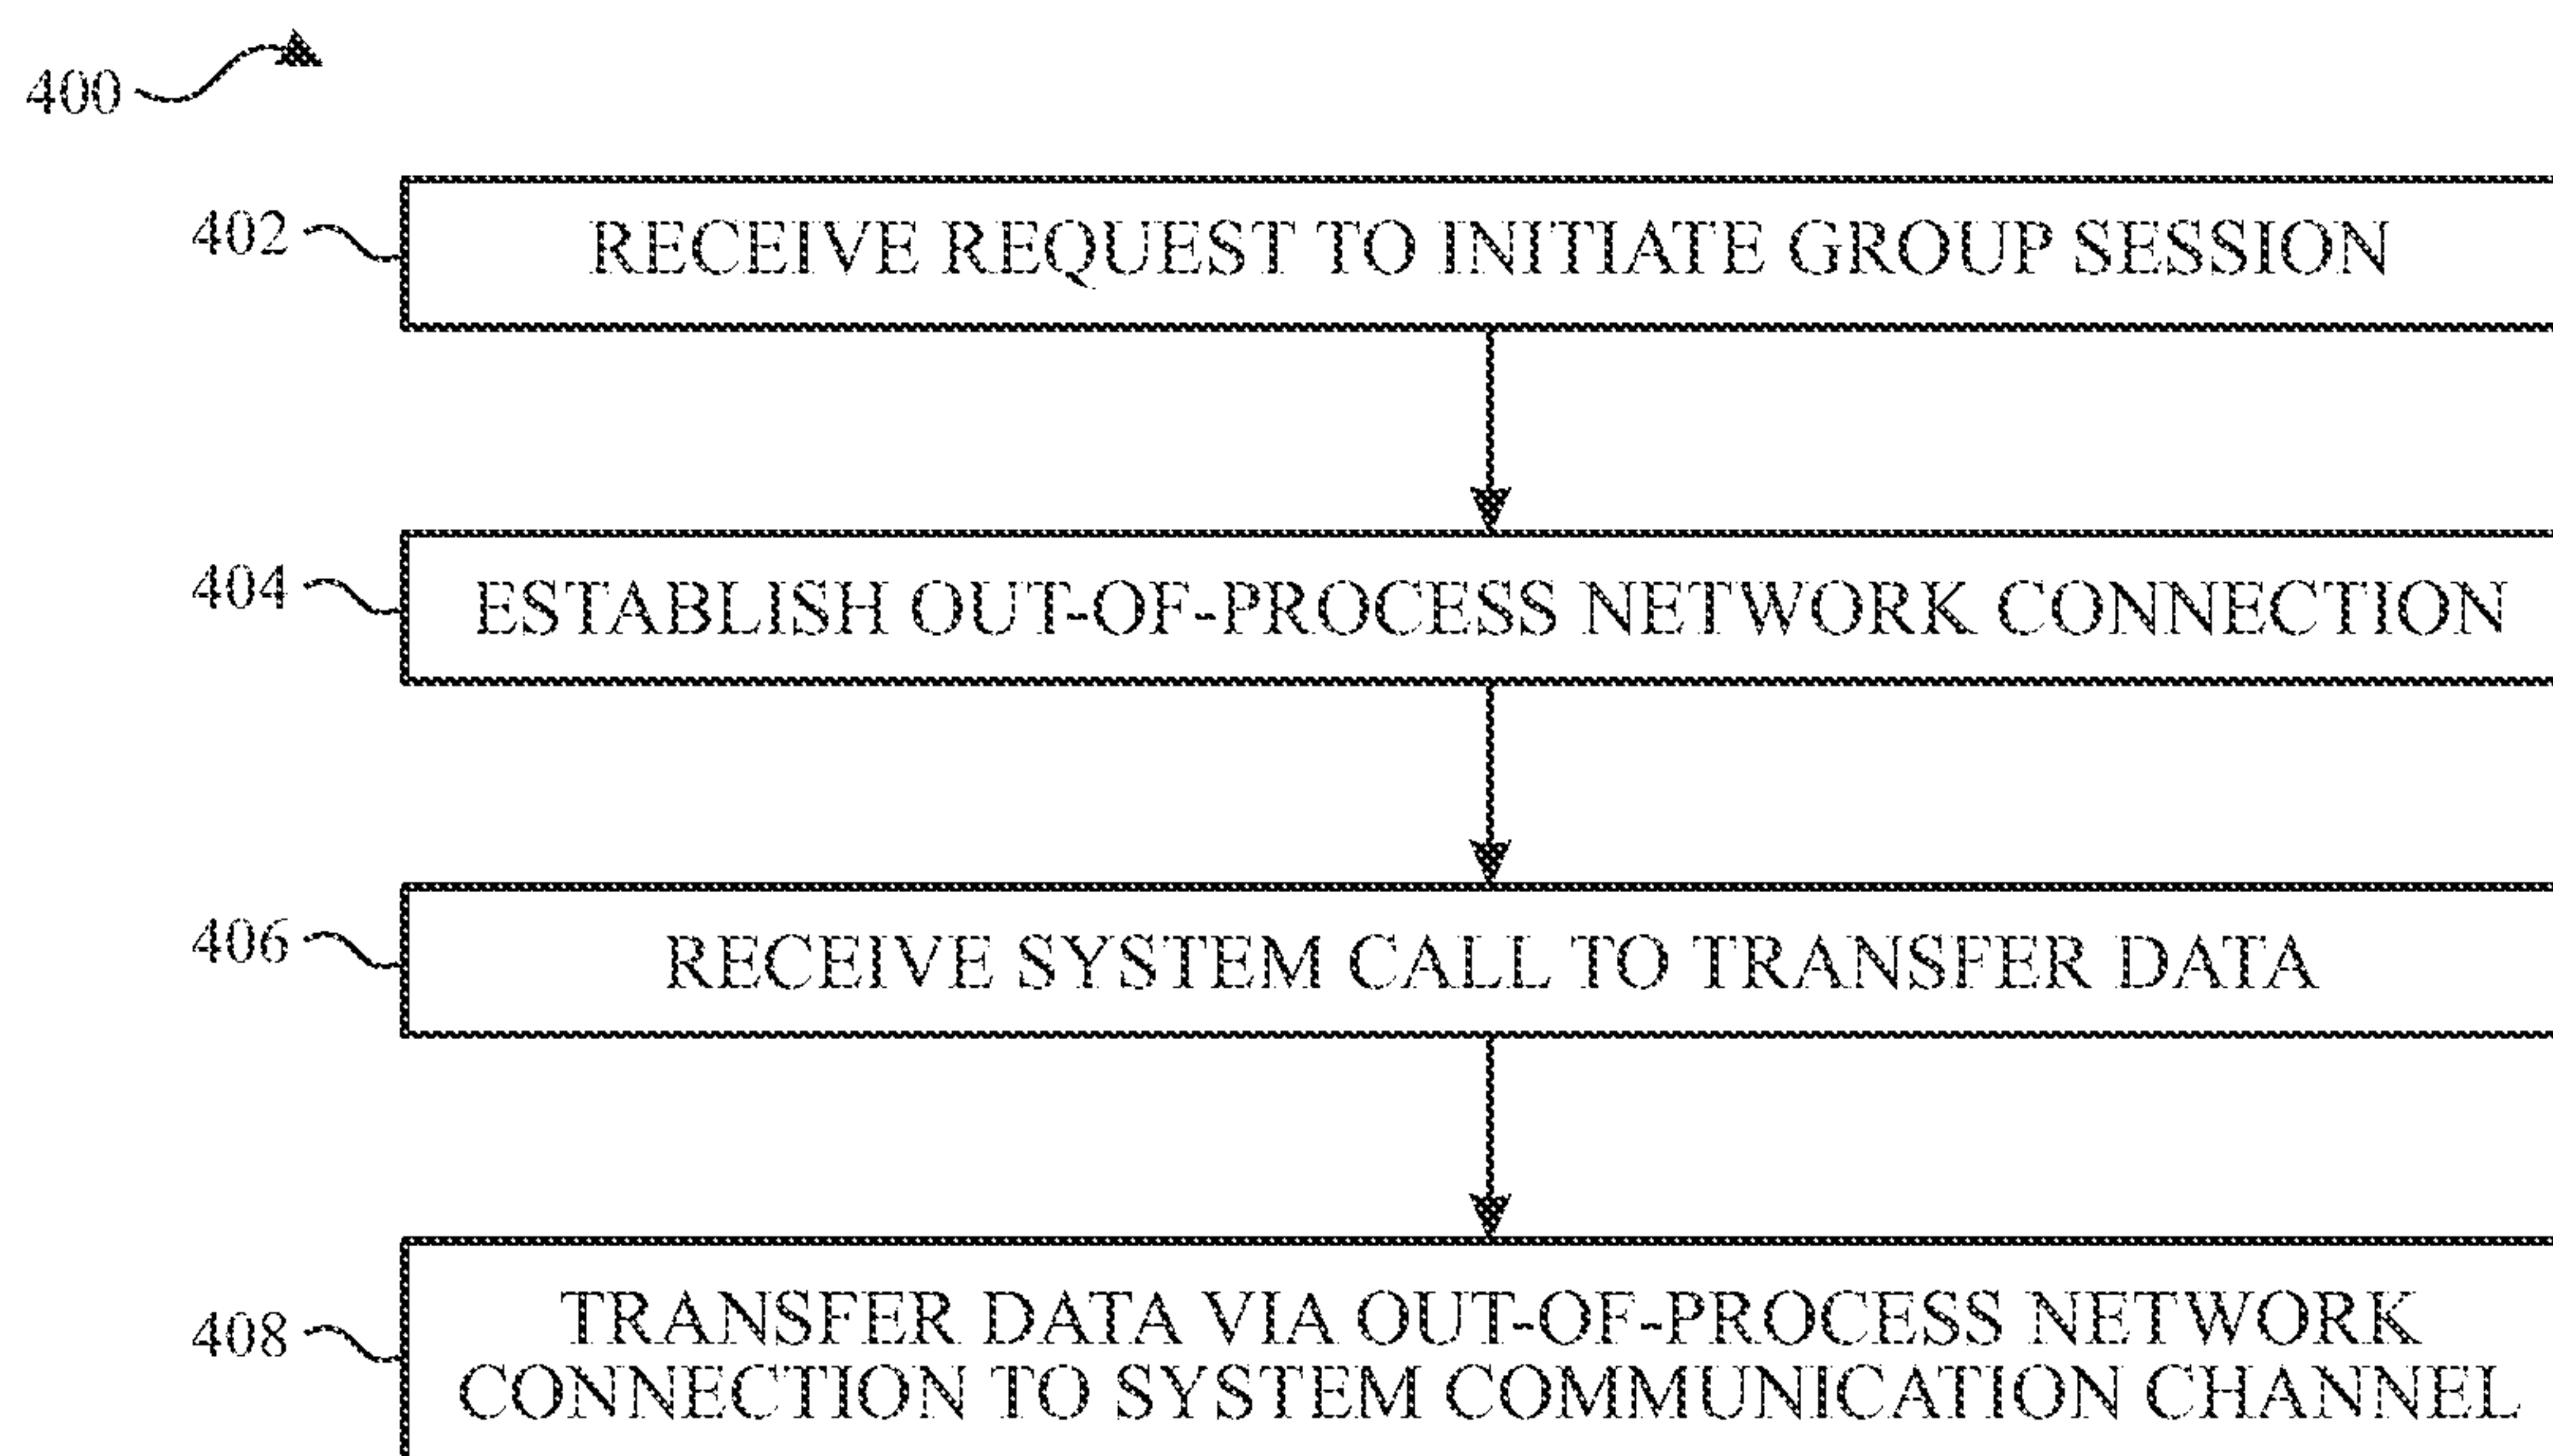 400
402
RECEIVE REQUEST TO INITIATE GROUP SESSION
404
ESTABLISH OUT-OF-PROCESS NETWORK CONNECTION
406
RECEIVE SYSTEM CALL TO TRANSFER DATA
408
TRANSFER DATA VIA OUT-OF-PROCESS NETWORK
CONNECTION TO SYSTEM COMMUNICATION CHANNEL